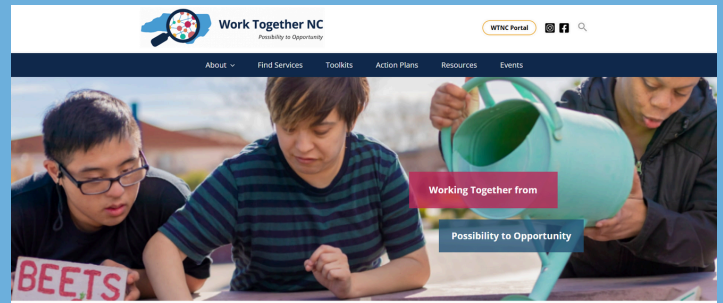 Work Together NC
Possibility to Opportunity
WTNC Portal
About
Find Services
Toolkits
Action Plans
Resources
Events
Working Together from
Possibility to Opportunity
BEETS